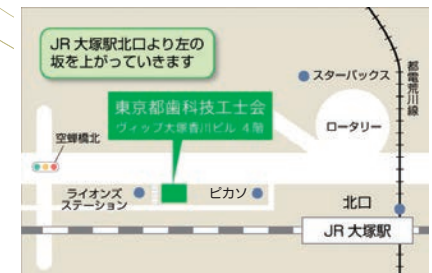 JR 大塚駅北口より左の
坂を上がっていきます
スターバックス
都電荒川線
東京都歯科技工士会
ヴィップ大塚香川ビル 4階
ロータリー
空蝉橋北
ライオンズ
ステーション
ピカソ
北口
JR 大塚駅